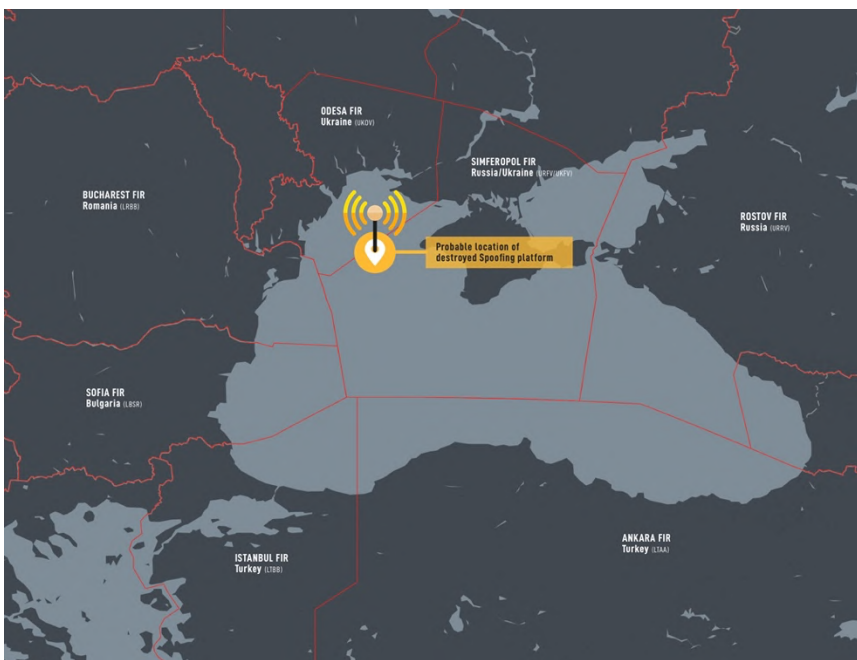 ODESA FIR
Ukraine (UKOV)
SIMFEROPOL FIR
Russia/Ukraine (URFV/UKFV)
BUCHAREST FIR
Romania (LRBB)
ROSTOV FIR
Russia (URRV)
Probable location of
destroyed Spoofing platform
SOFIA FIR
Bulgaria (LBSR)
ISTANBUL FIR
Turkey (LTBB)
ANKARA FIR
Turkey (LTAA)